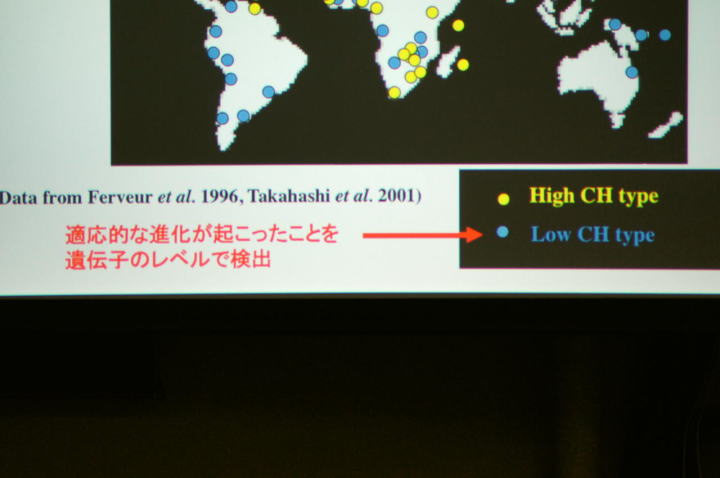 Data from Ferveur et al. 1996, Takahashi et al. 2001)
High CH type
Low CH type
適応的な進化が起こったことを
遺伝子のレベルで検出